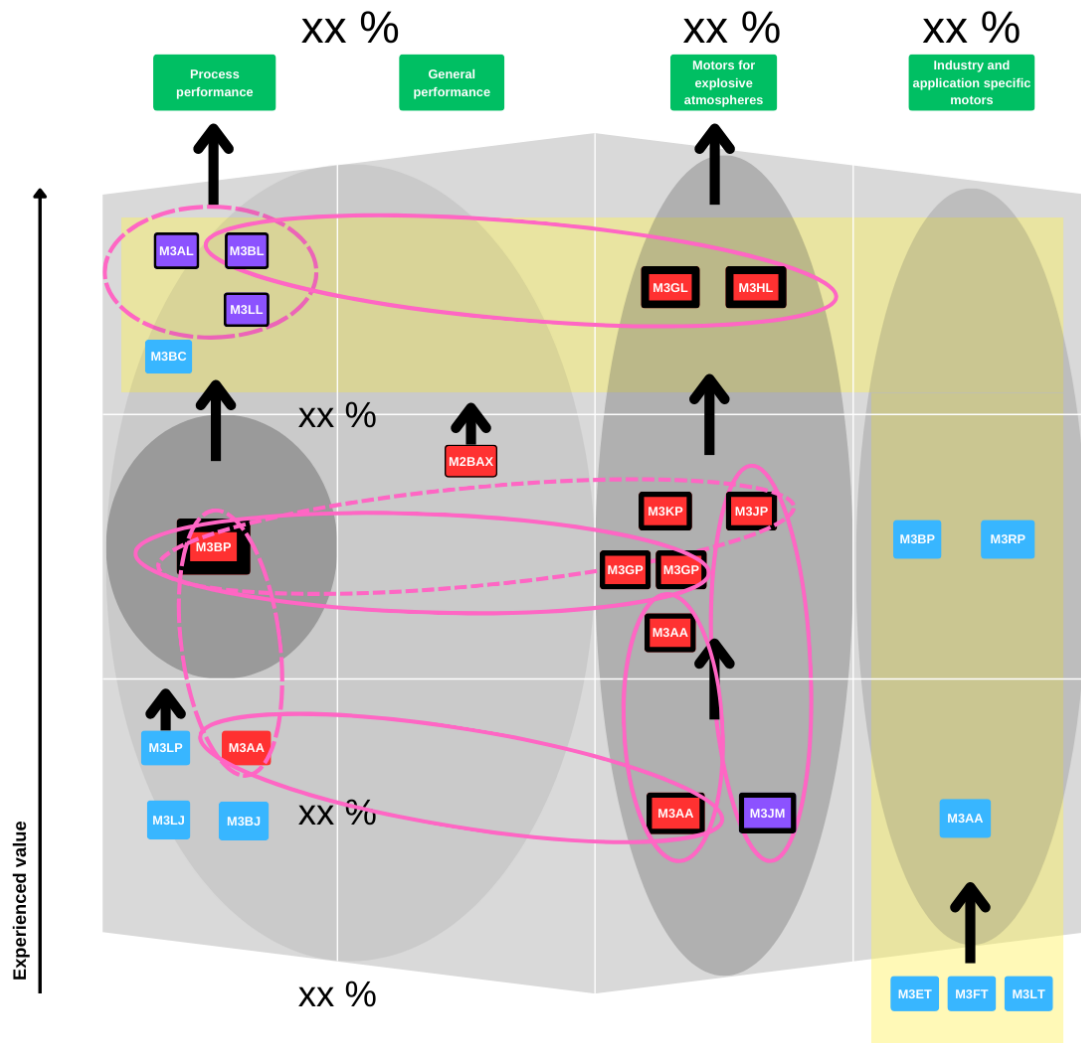 xx %
xx %
xx %
Process
performance
General
performance
Motors for
explosive
atmospheres
Industry and
application specific
motors
M3AL
M3BL
M3LL
M3BC
M3GL
M3HL
xx %
M2BAX
M3BP
M3KP
M3JP
M3GP
M3GP
M3AA
M3BP
M3RP
M3LP
M3AA
M3LJ
M3BJ
xx %
M3AA
M3JM
M3AA
Experienced value
xx %
M3ET
M3FT
M3LT